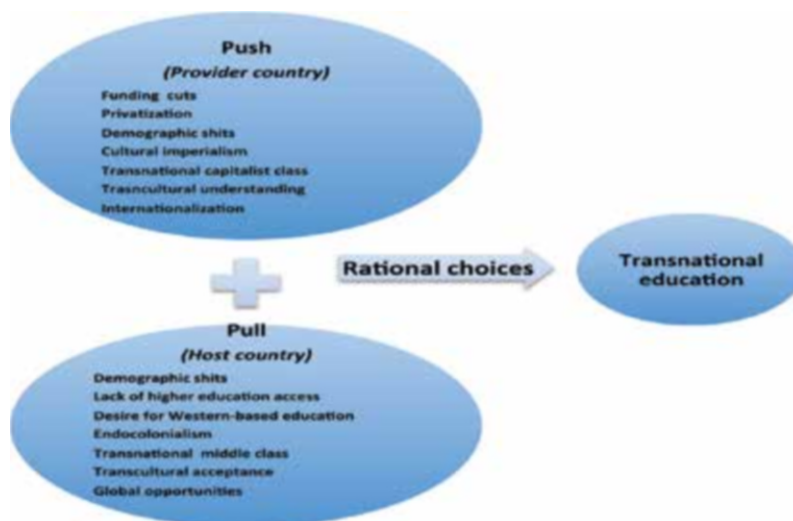 Push
(Provider country)
Funding cuts
Privatization
Demographic shits
Cultural imperialism
Transnational capitalist class
Trasncultural understanding
Internationalization
Rational choices
Transnational
education
Pull
(Host country)
Demographic shits
Lack of higher education access
Desire for Western-based education
Endocolonialism
Transnational middle class
Transcultural acceptance
Global opportunities